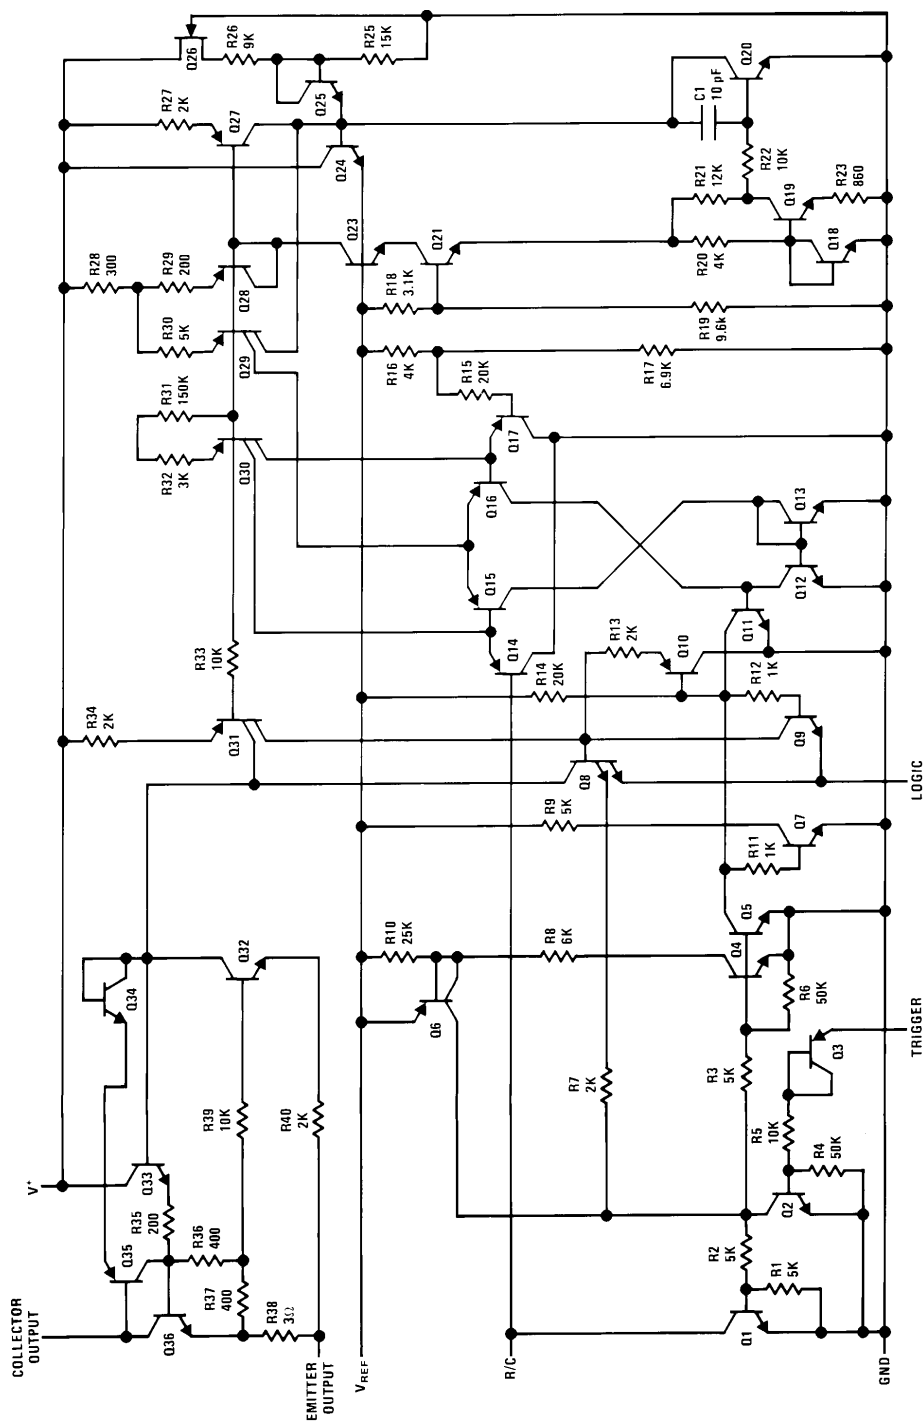 COLLECTOR
OUTPUT
V+
R34
2K
R28
300
R27
2K
Q26
R26
9K
R25
15K
Q25
Q24
Q27
R29
200
R30
5K
Q28
Q29
R31
150K
R32
3K
Q30
R33
10K
Q31
Q34
Q33
Q35
R35
200
R36
400
Q36
R37
400
R38
3Ω
R39
10K
R40
2K
Q32
EMITTER
OUTPUT
VREF
R10
25K
Q6
R9
5K
R14
20K
R16
4K
R15
20K
R18
3.1K
Q23
Q21
R/C
Q14
Q15
Q16
Q17
R8
6K
R7
2K
Q8
R13
2K
Q10
R17
6.9K
R19
9.6k
R20
4K
R21
12K
R22
10K
C1
10 pF
Q20
Q19
Q18
R23
860
Q13
Q12
Q11
R12
1K
Q9
R11
1K
Q7
Q5
Q4
R6
50K
R3
5K
R5
10K
Q3
R4
50K
Q2
R2
5K
R1
5K
Q1
GND
TRIGGER
LOGIC